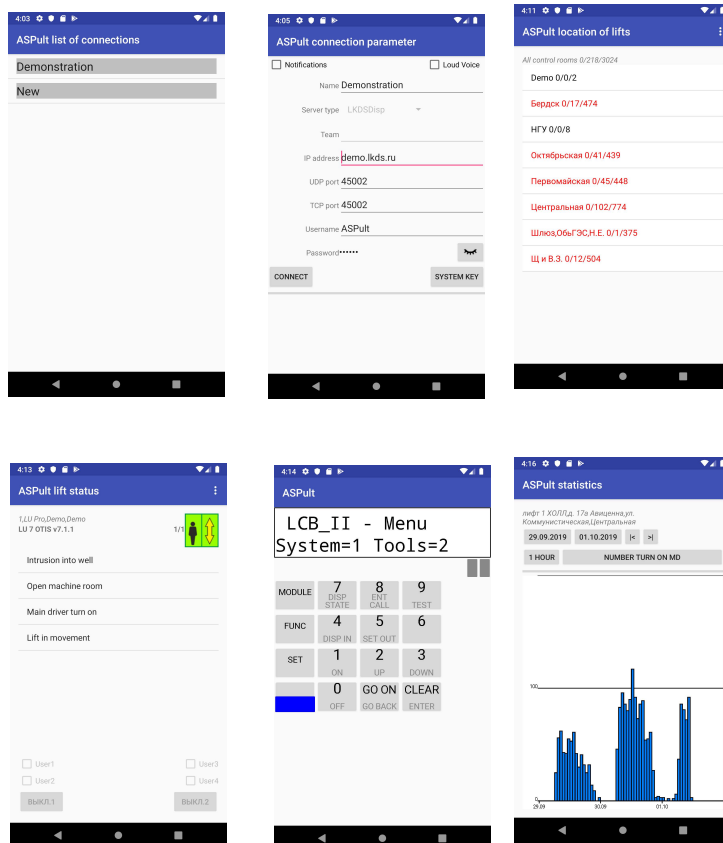 4:03
ASPult list of connections
Demonstration
New
4:05
ASPult connection parameter
Notifications
Loud Voice
Name Demonstration
Server type LKDSDisp
Team
IP address demo.lkds.ru
UDP port 45002
TCP port 45002
Username ASPult
Password••••••
CONNECT
SYSTEM KEY
4:11
ASPult location of lifts
All control rooms 0/218/3024
Demo 0/0/2
Бердск 0/17/474
НГУ 0/0/8
Октябрьская 0/41/439
Первомайская 0/45/448
Центральная 0/102/774
Шлюз,ОбьГЭС,Н.Е. 0/1/375
Щ и В.З. 0/12/504
4:13
ASPult lift status
1,LU Pro,Demo,Demo
LU 7 OTIS v7.1.1
1/1
Intrusion into well
Open machine room
Main driver turn on
Lift in movement
User1
User3
User2
User4
ВЫКЛ.1
ВЫКЛ.2
4:14
ASPult
LCB_II - Menu
System=1 Tools=2
MODULE 7 8 9
DISP STATE ENT CALL TEST
FUNC 4 5 6
DISP IN SET OUT
SET 1 2 3
ON UP DOWN
0 GO ON CLEAR
OFF GO BACK ENTER
4:16
ASPult statistics
лифт 1 ХОЛЛ,д. 17а Авиценна,ул.
Коммунистическая,Центральная
29.09.2019 01.10.2019 |< >|
1 HOUR NUMBER TURN ON MD
100
0
29.09 30.09 01.10